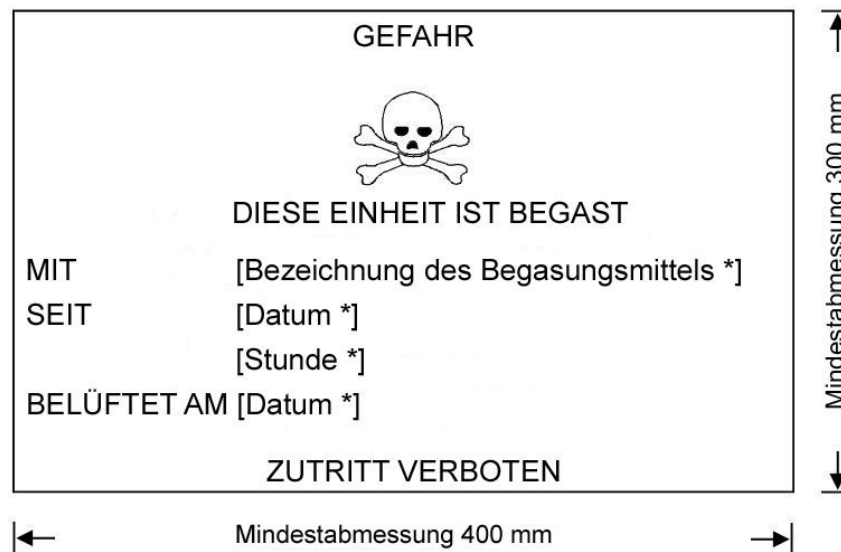 GEFAHR
DIESE EINHEIT IST BEGAST
MIT [Bezeichnung des Begasungsmittels *]
SEIT [Datum *]
[Stunde *]
BELÜFTET AM [Datum *]
ZUTRITT VERBOTEN
Mindestabmessung 400 mm
Mindestabmessung 300 mm